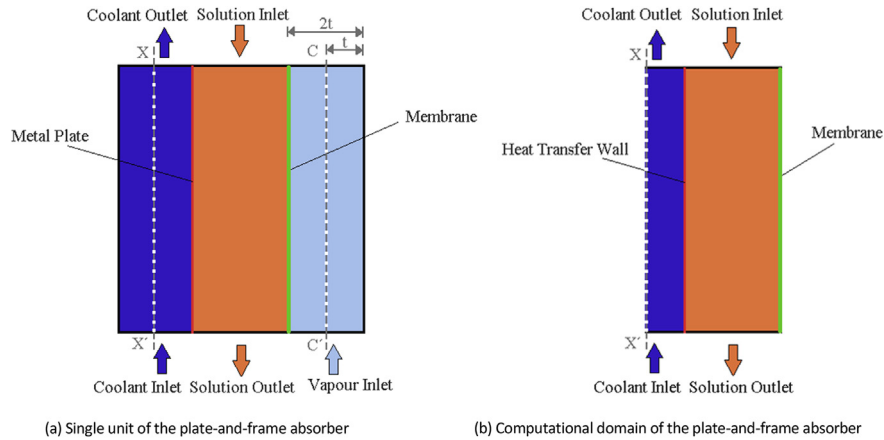 Coolant Outlet Solution Inlet
2t
X
C
t
Metal Plate
Membrane
X´
C´
Coolant Inlet Solution Outlet Vapour Inlet
(a) Single unit of the plate-and-frame absorber
Coolant Outlet Solution Inlet
X
Heat Transfer Wall
Membrane
X´
Coolant Inlet Solution Outlet
(b) Computational domain of the plate-and-frame absorber